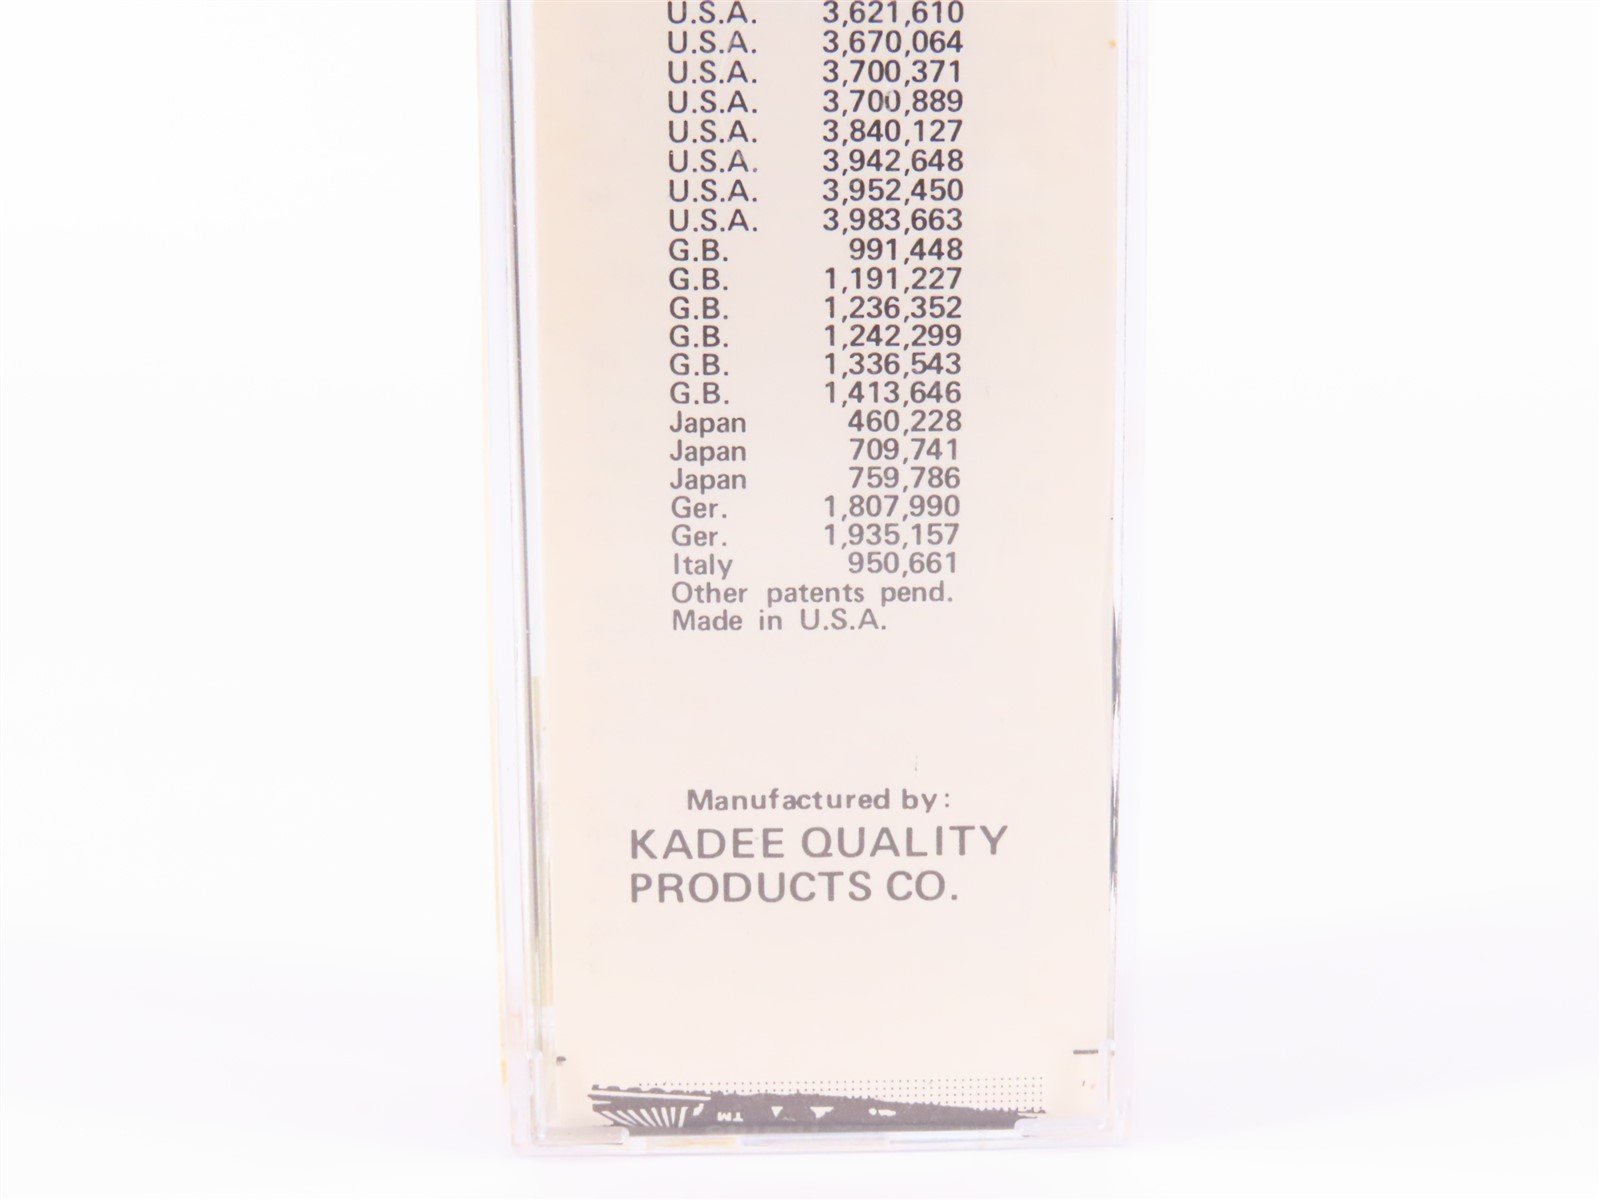 U.S.A. 3,621,610
U.S.A. 3,670,064
U.S.A. 3,700,371
U.S.A. 3,700,889
U.S.A. 3,840,127
U.S.A. 3,942,648
U.S.A. 3,952,450
U.S.A. 3,983,663
G.B. 991,448
G.B. 1,191,227
G.B. 1,236,352
G.B. 1,242,299
G.B. 1,336,543
G.B. 1,413,646
Japan 460,228
Japan 709,741
Japan 759,786
Ger. 1,807,990
Ger. 1,935,157
Italy 950,661
Other patents pend.
Made in U.S.A.
Manufactured by:
KADEE QUALITY
PRODUCTS CO.
TM